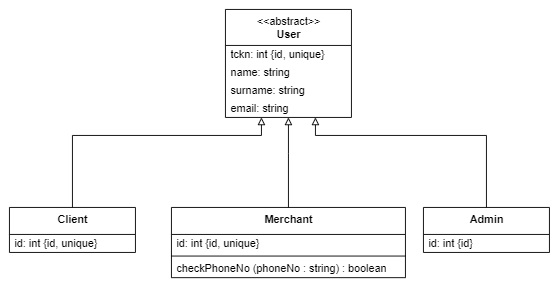 <<abstract>>
User
tckn: int {id, unique}
name: string
surname: string
email: string
Client
id: int {id, unique}
Merchant
id: int {id, unique}
checkPhoneNo (phoneNo : string) : boolean
Admin
id: int {id}